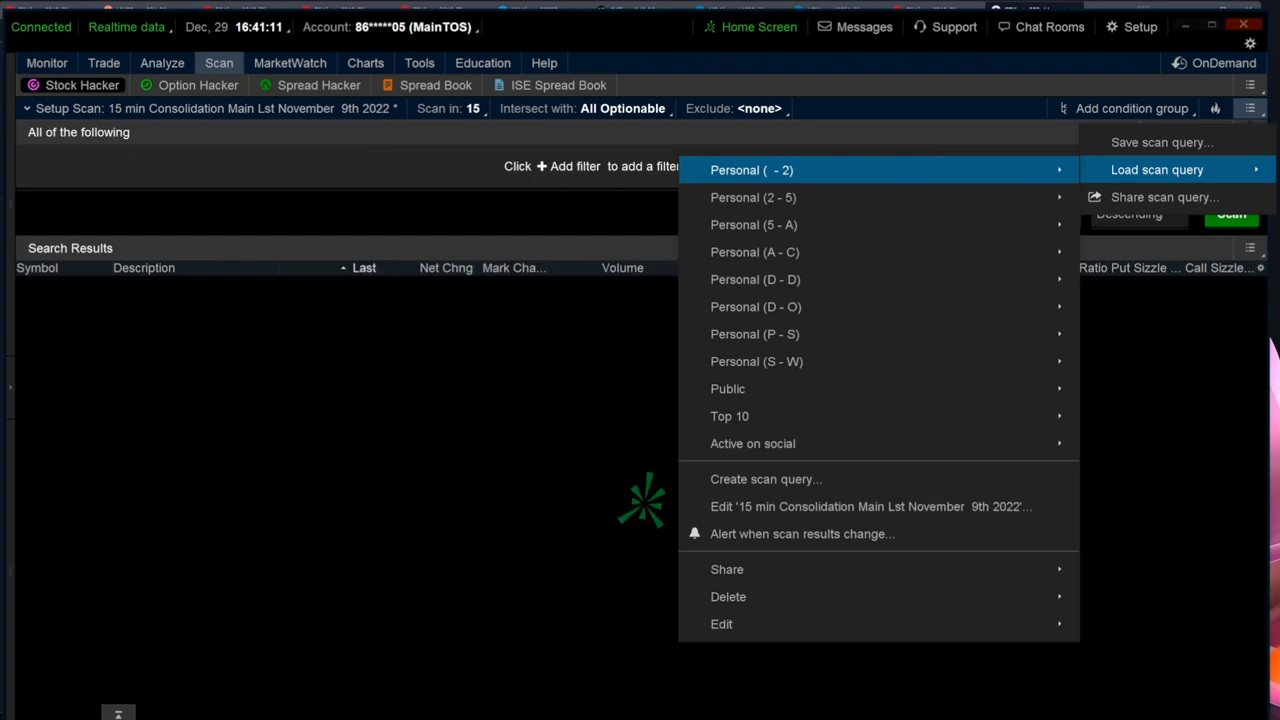 Connected Realtime data Dec, 29 16:41:11 Account: 86*****05 (MainTOS) Home Screen Messages Support Chat Rooms Setup
Monitor Trade Analyze Scan MarketWatch Charts Tools Education Help OnDemand
Stock Hacker Option Hacker Spread Hacker Spread Book ISE Spread Book
Setup Scan: 15 min Consolidation Main Lst November 9th 2022 * Scan in: 15 Intersect with: All Optionable Exclude: <none> Add condition group
All of the following
Click + Add filter to add a filter
Save scan query...
Load scan query
Share scan query...
Descending Scan
Personal ( - 2)
Personal (2 - 5)
Personal (5 - A)
Personal (A - C)
Personal (D - D)
Personal (D - O)
Personal (P - S)
Personal (S - W)
Public
Top 10
Active on social
Create scan query...
Edit '15 min Consolidation Main Lst November 9th 2022'...
Alert when scan results change...
Share
Delete
Edit
Search Results
Symbol Description Last Net Chng Mark Cha... Volume Ratio Put Sizzle ... Call Sizzle...